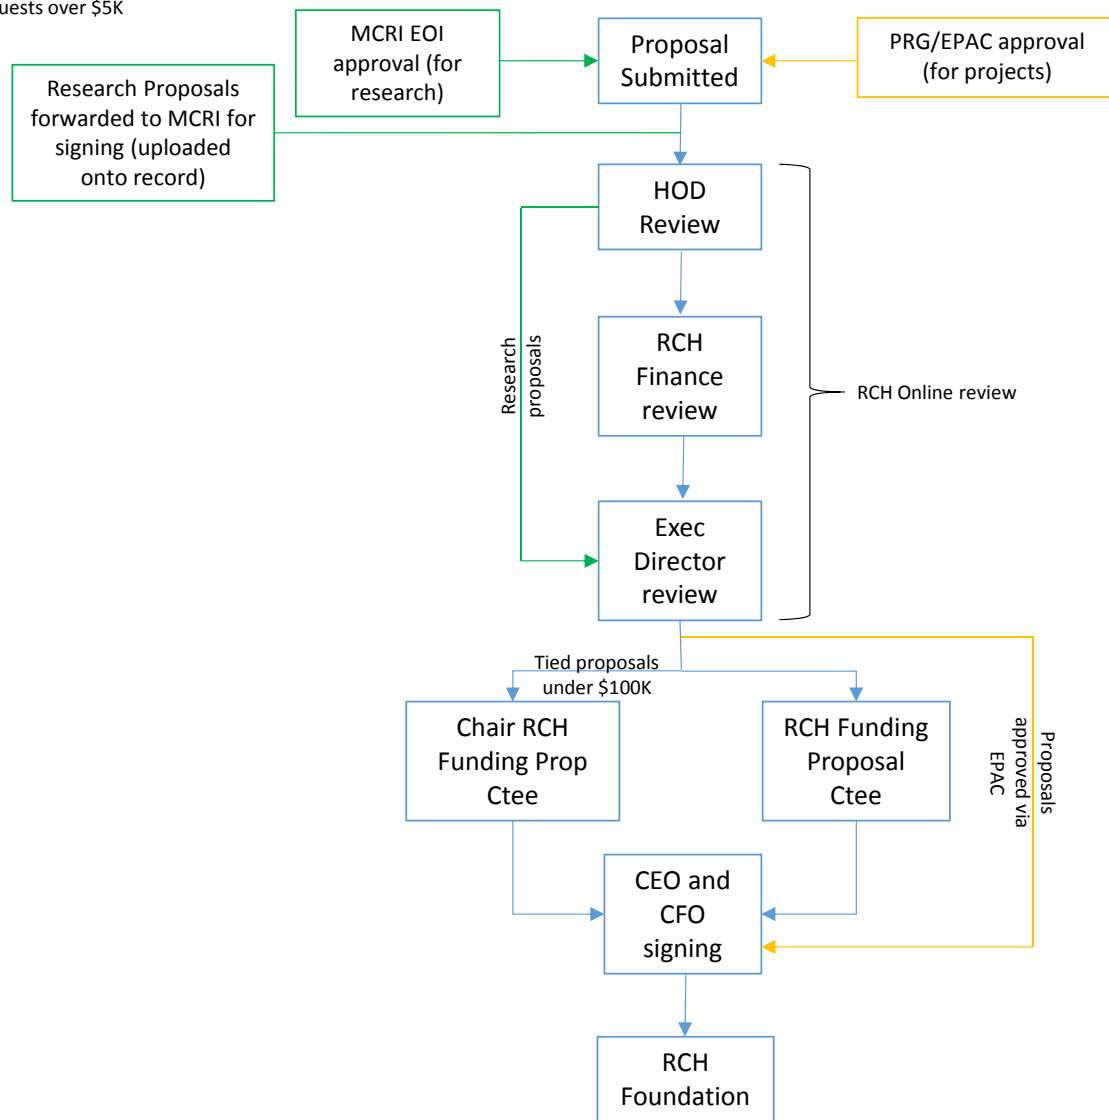 over $5K
MCRI EOI
approval (for
research)
Proposal
Submitted
PRG/EPAC approval
(for projects)
Research Proposals
forwarded to MCRI for
signing (uploaded
onto record)
HOD
Review
RCH
Finance
review
Research
proposals
RCH Online review
Exec
Director
review
Tied proposals
under $100K
Chair RCH
Funding Prop
Ctee
RCH Funding
Proposal
Ctee
Proposals
approved via
EPAC
CEO and
CFO
signing
RCH
Foundation